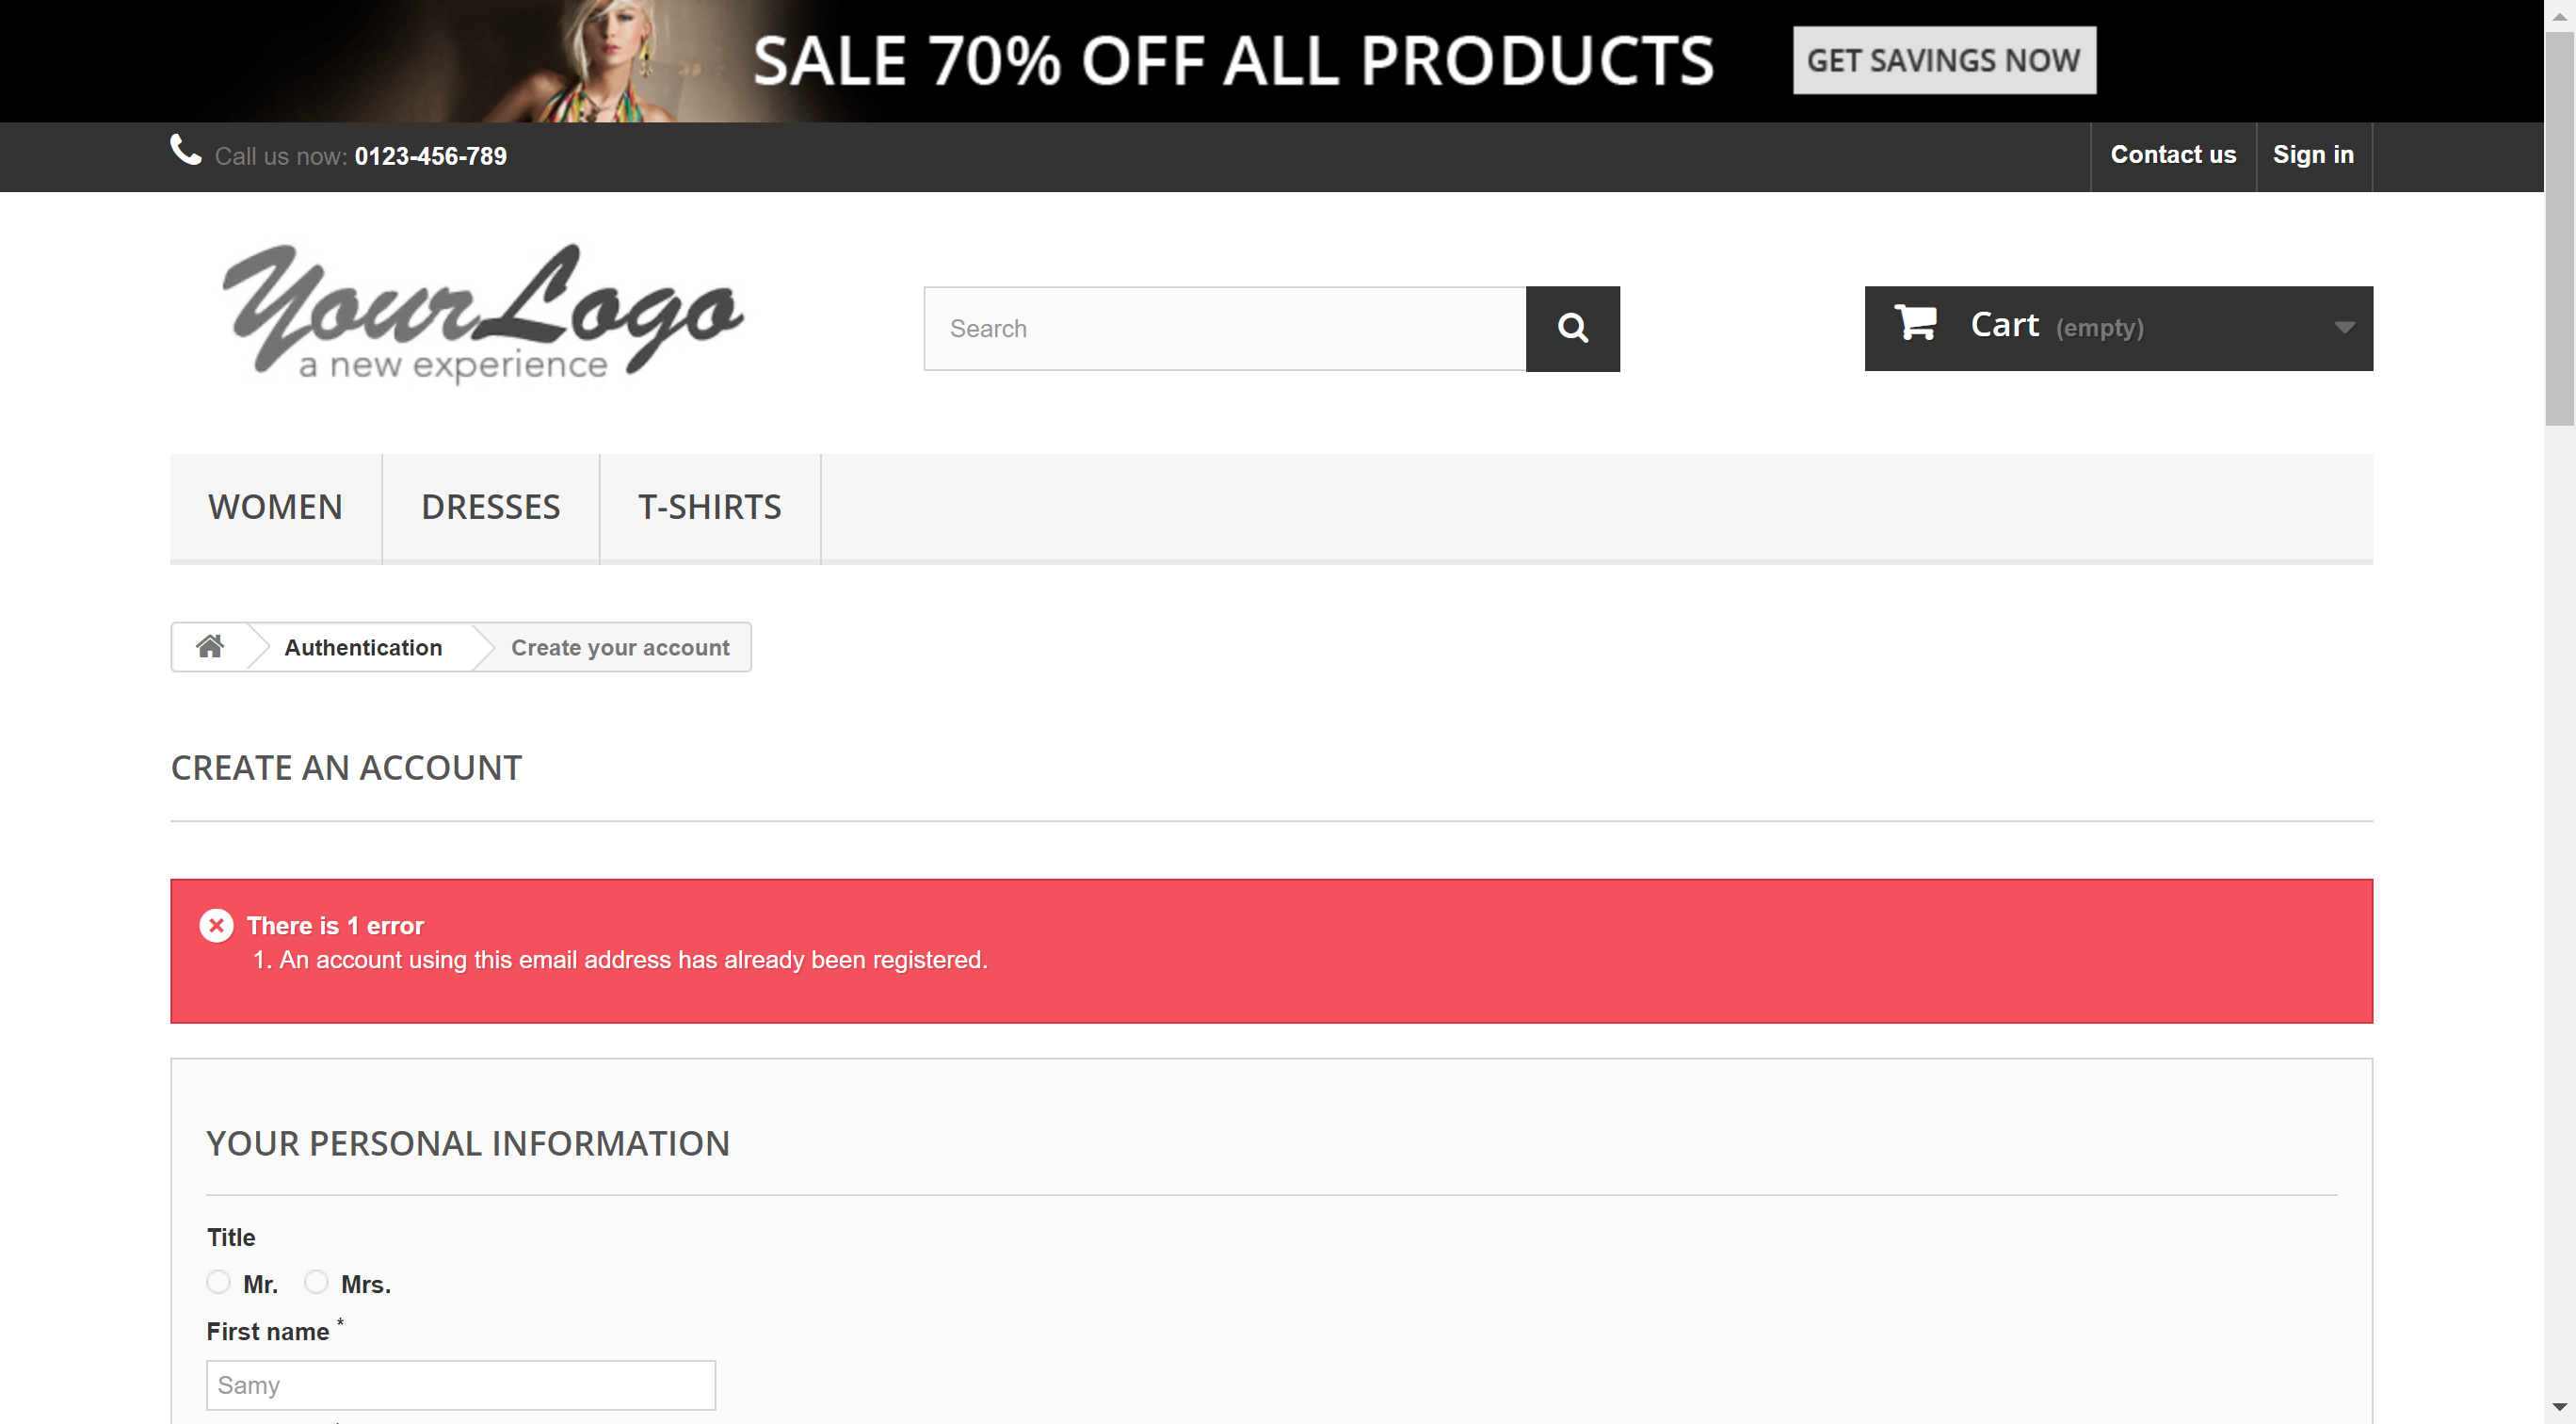 SALE 70% OFF ALL PRODUCTS GET SAVINGS NOW
Call us now: 0123-456-789 Contact us Sign in
Your Logo
a new experience
Search
Cart (empty)
WOMEN DRESSES T-SHIRTS
Authentication Create your account
CREATE AN ACCOUNT
There is 1 error
1. An account using this email address has already been registered.
YOUR PERSONAL INFORMATION
Title
Mr. Mrs.
First name *
Samy